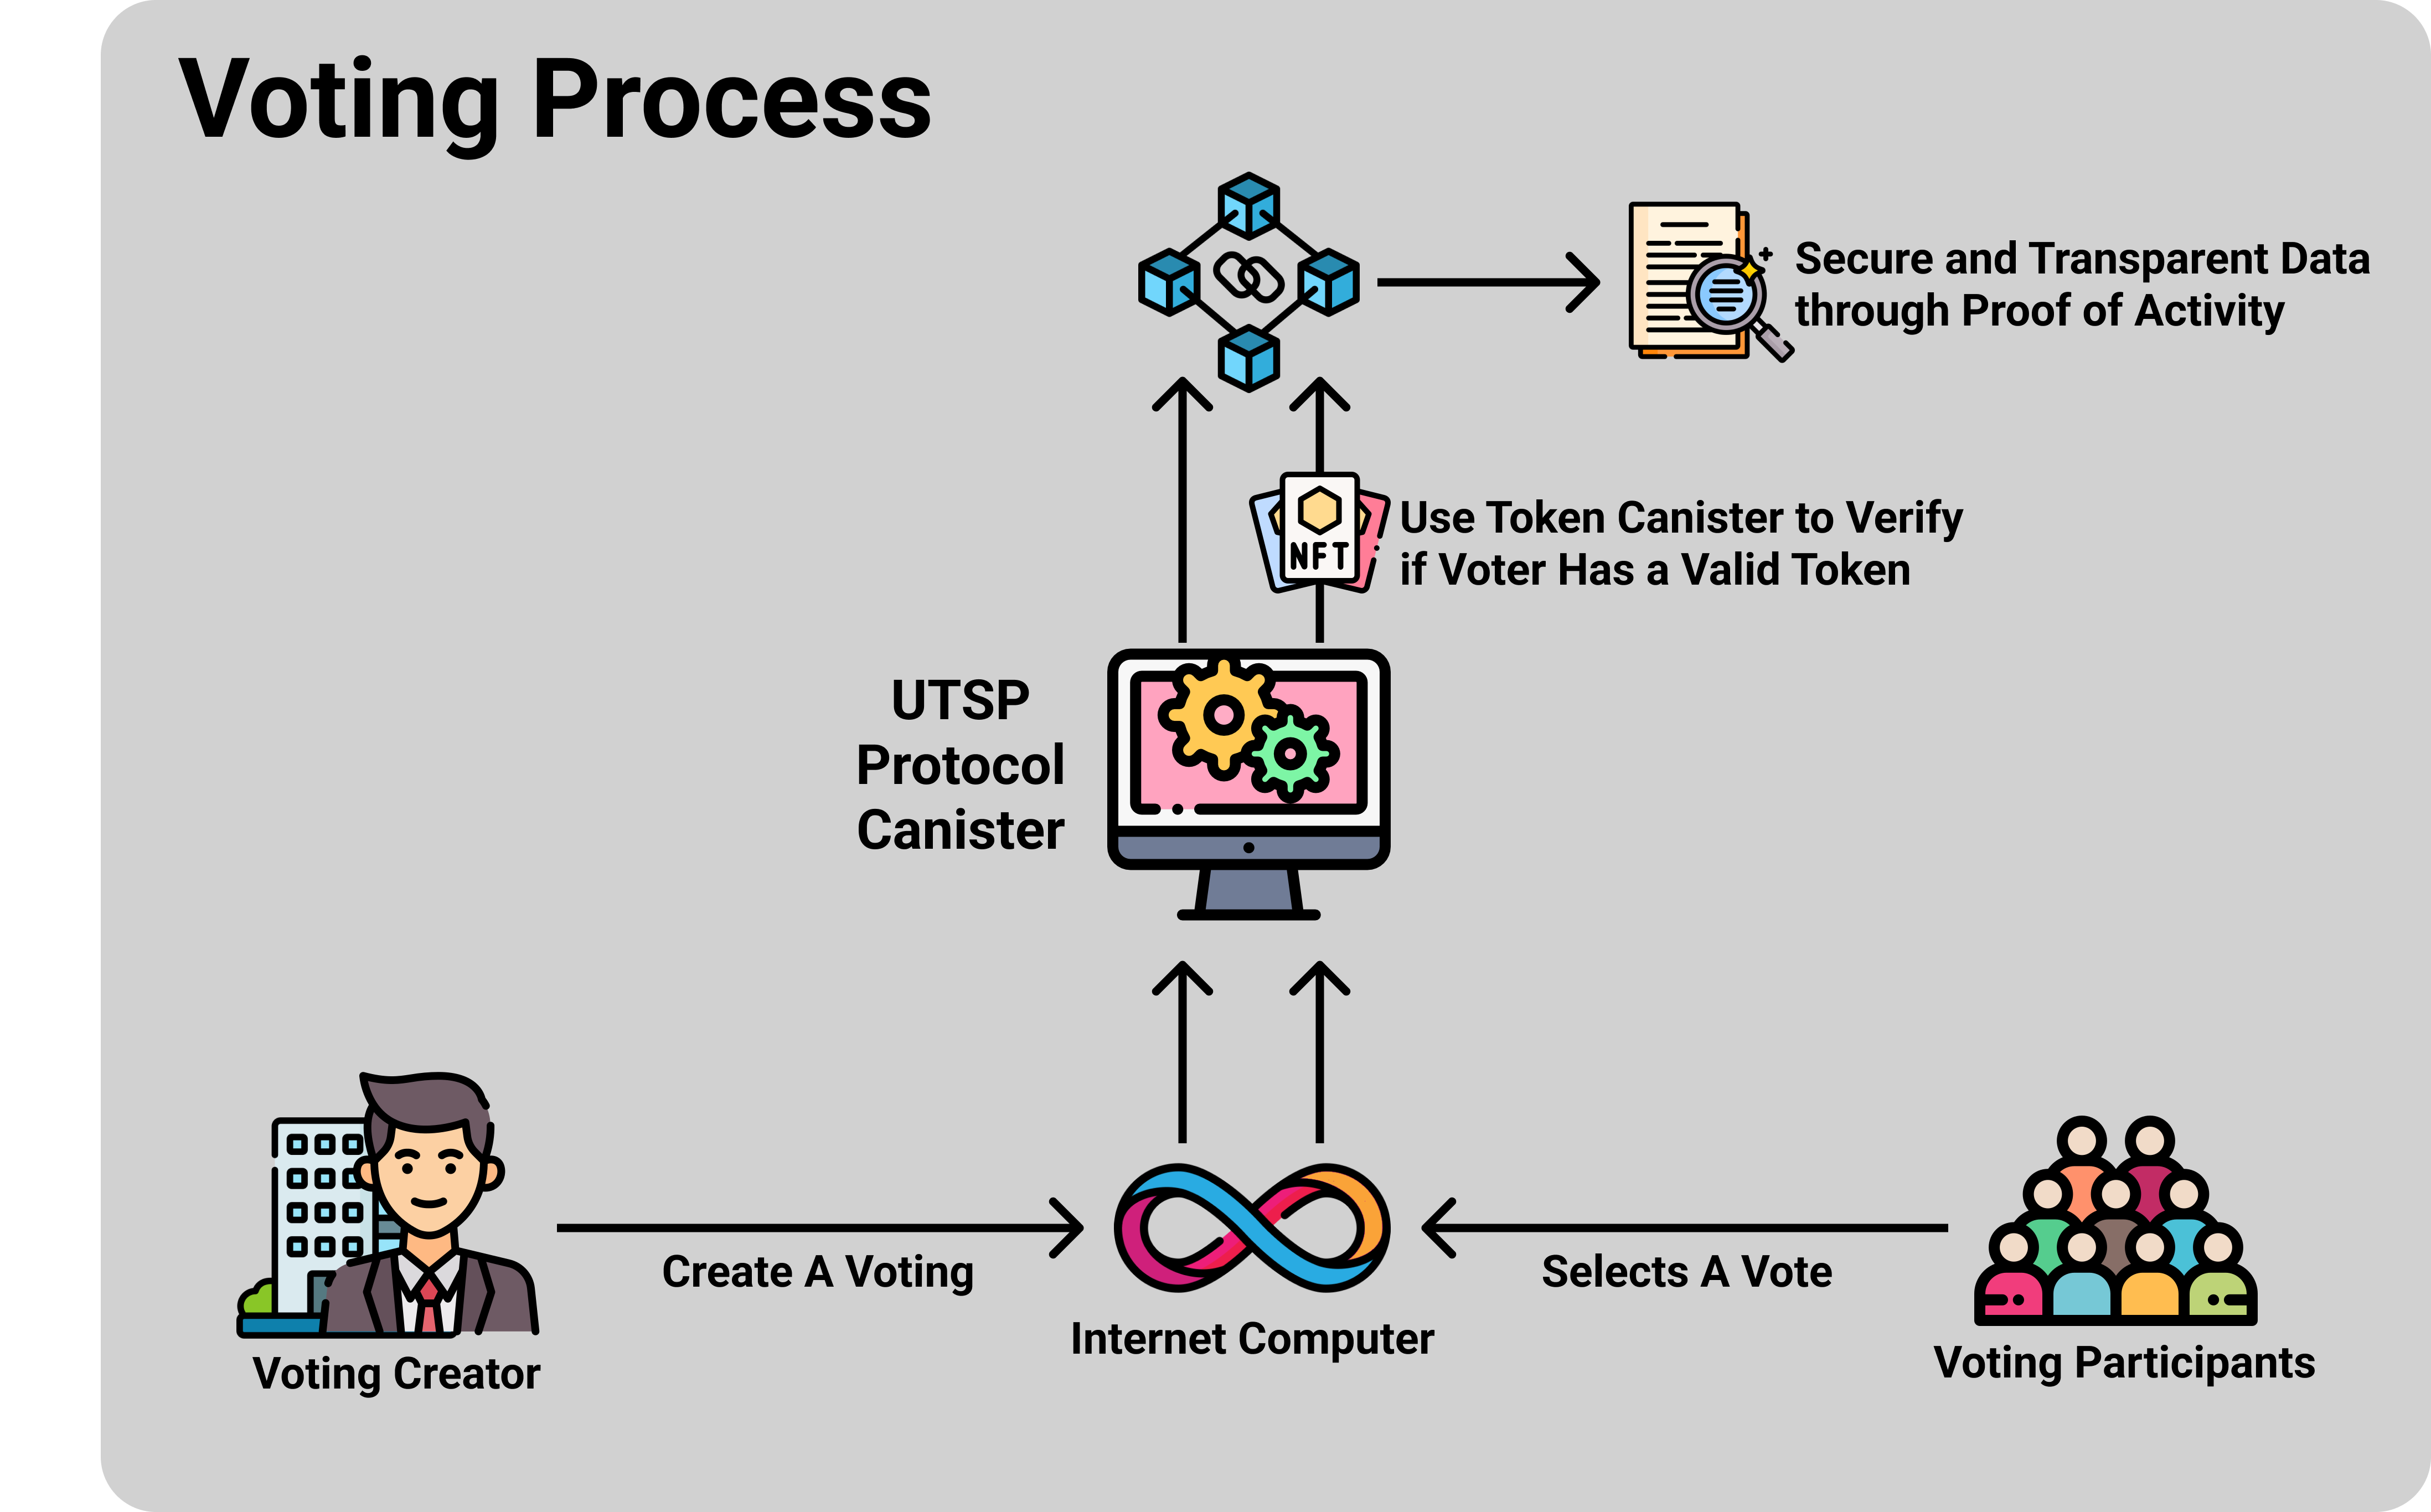 Voting Process
Secure and Transparent Data
through Proof of Activity
NFT
Use Token Canister to Verify
if Voter Has a Valid Token
UTSP
Protocol
Canister
Create A Voting
Selects A Vote
Internet Computer
Voting Creator
Voting Participants